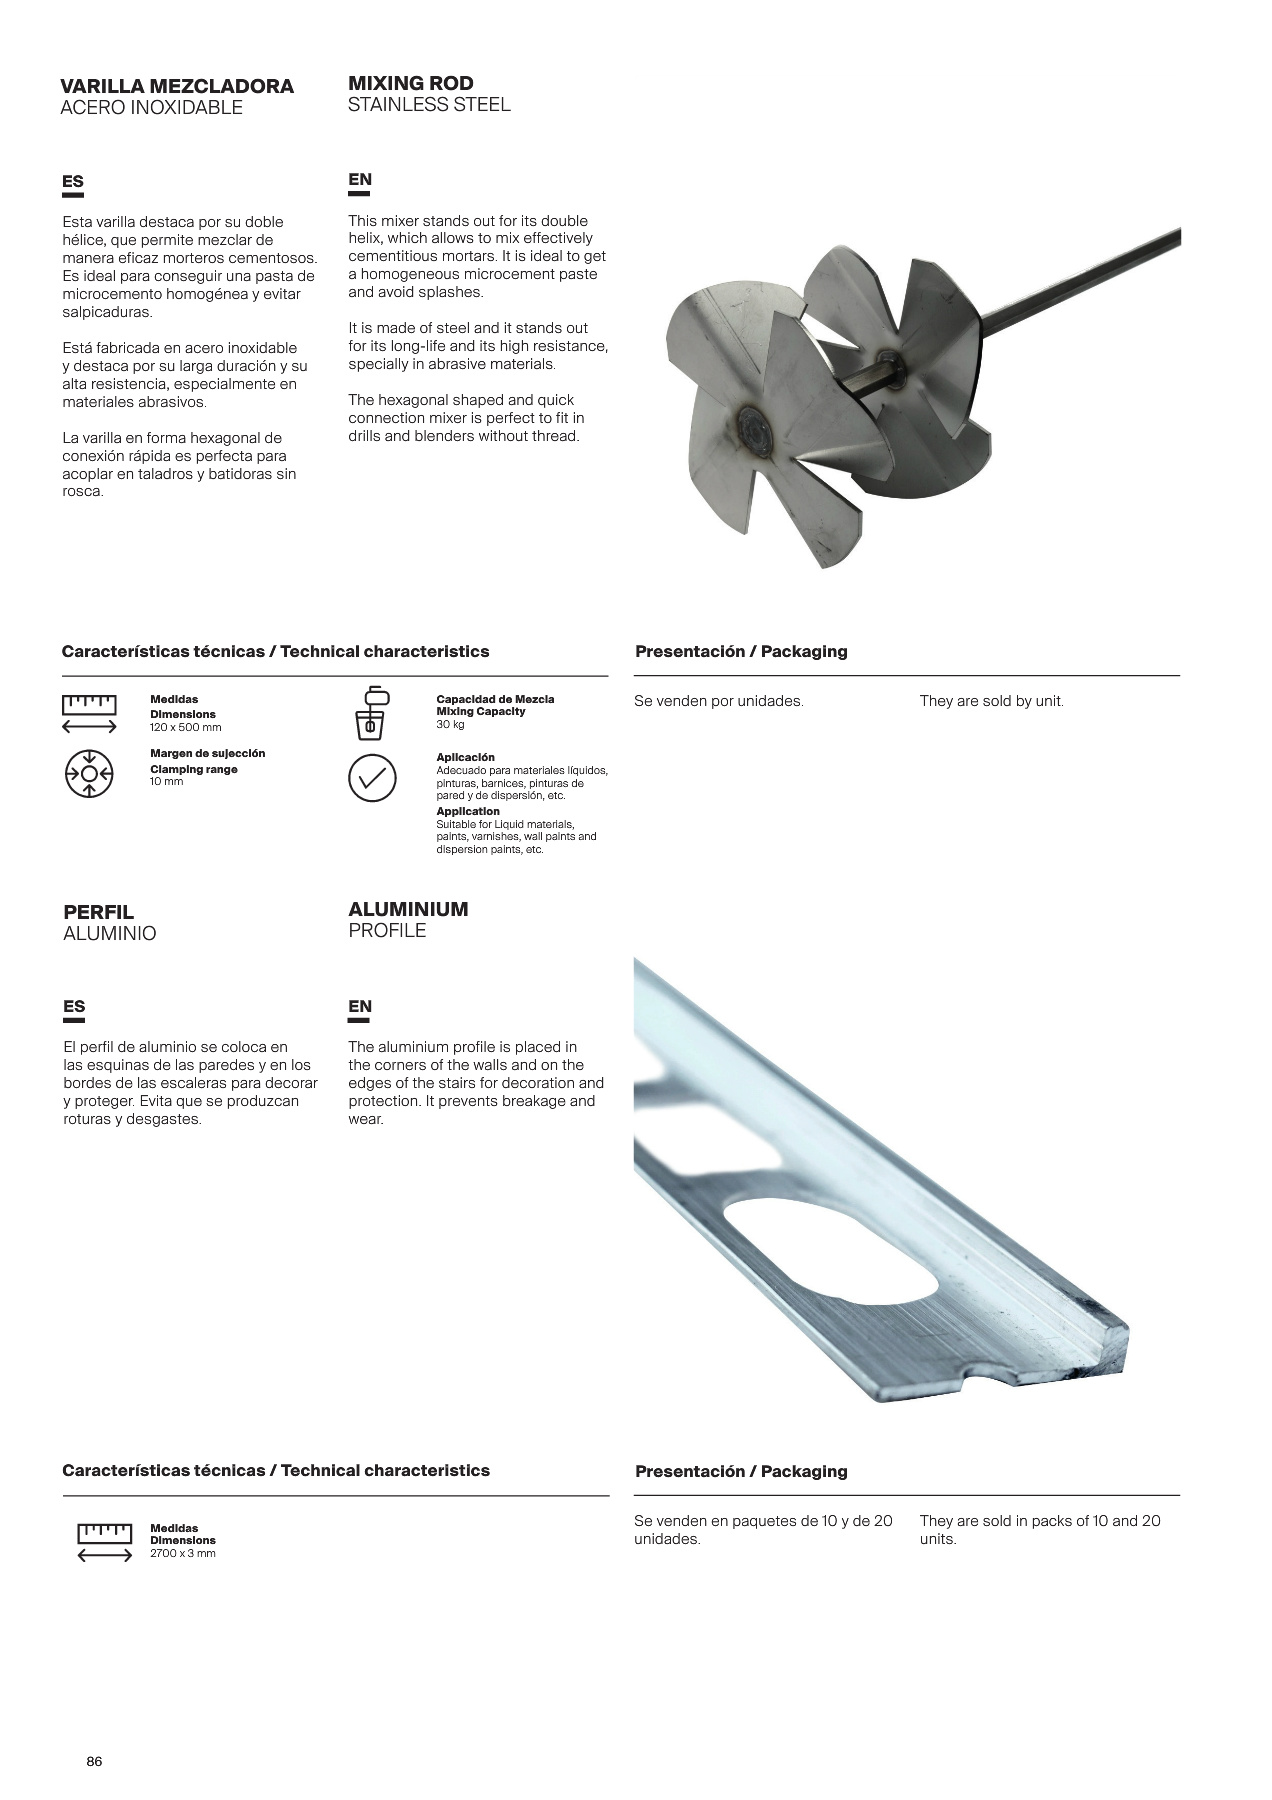 VARILLA MEZCLADORA
ACERO INOXIDABLE
MIXING ROD
STAINLESS STEEL
ES
Esta varilla destaca por su doble
hélice, que permite mezclar de
manera eficaz morteros cementosos.
Es ideal para conseguir una pasta de
microcemento homogénea y evitar
salpicaduras.
Está fabricada en acero inoxidable
y destaca por su larga duración y su
alta resistencia, especialmente en
materiales abrasivos.
La varilla en forma hexagonal de
conexión rápida es perfecta para
acoplar en taladros y batidoras sin
rosca.
EN
This mixer stands out for its double
helix, which allows to mix effectively
cementitious mortars. It is ideal to get
a homogeneous microcement paste
and avoid splashes.
It is made of steel and it stands out
for its long-life and its high resistance,
specially in abrasive materials.
The hexagonal shaped and quick
connection mixer is perfect to fit in
drills and blenders without thread.
Características técnicas / Technical characteristics
Medidas
Dimensions
120 x 500 mm
Margen de sujección
Clamping range
10 mm
Capacidad de Mezcla
Mixing Capacity
30 kg
Aplicación
Adecuado para materiales líquidos,
pinturas, barnices, pinturas de
pared y de dispersión, etc.
Application
Suitable for Liquid materials,
paints, varnishes, wall paints and
dispersion paints, etc.
Presentación / Packaging
Se venden por unidades.
They are sold by unit.
PERFIL
ALUMINIO
ALUMINIUM
PROFILE
ES
El perfil de aluminio se coloca en
las esquinas de las paredes y en los
bordes de las escaleras para decorar
y proteger. Evita que se produzcan
roturas y desgastes.
EN
The aluminium profile is placed in
the corners of the walls and on the
edges of the stairs for decoration and
protection. It prevents breakage and
wear.
Características técnicas / Technical characteristics
Medidas
Dimensions
2700 x 3 mm
Presentación / Packaging
Se venden en paquetes de 10 y de 20
unidades.
They are sold in packs of 10 and 20
units.
86